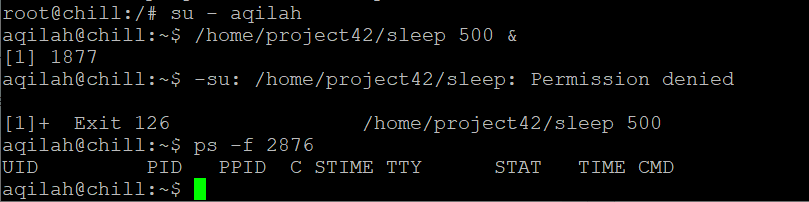 root@chill:/# su - aqilah
aqilah@chill:~$ /home/project42/sleep 500 &
[1] 1877
aqilah@chill:~$ -su: /home/project42/sleep: Permission denied
[1]+  Exit 126                /home/project42/sleep 500
aqilah@chill:~$ ps -f 2876
UID         PID   PPID  C STIME TTY      STAT   TIME CMD
aqilah@chill:~$